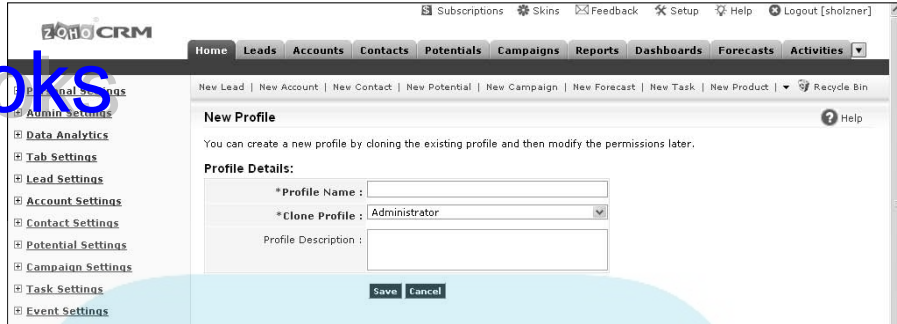 Subscriptions Skins Feedback Setup Help Logout [sholzner]
ZOHO CRM
Home Leads Accounts Contacts Potentials Campaigns Reports Dashboards Forecasts Activities
New Lead | New Account | New Contact | New Potential | New Campaign | New Forecast | New Task | New Product | Recycle Bin
oks
Personal Settings
Admin Settings
Data Analytics
Tab Settings
Lead Settings
Account Settings
Contact Settings
Potential Settings
Campaign Settings
Task Settings
Event Settings
New Profile
Help
You can create a new profile by cloning the existing profile and then modify the permissions later.
Profile Details:
*Profile Name :
*Clone Profile : Administrator
Profile Description :
Save Cancel